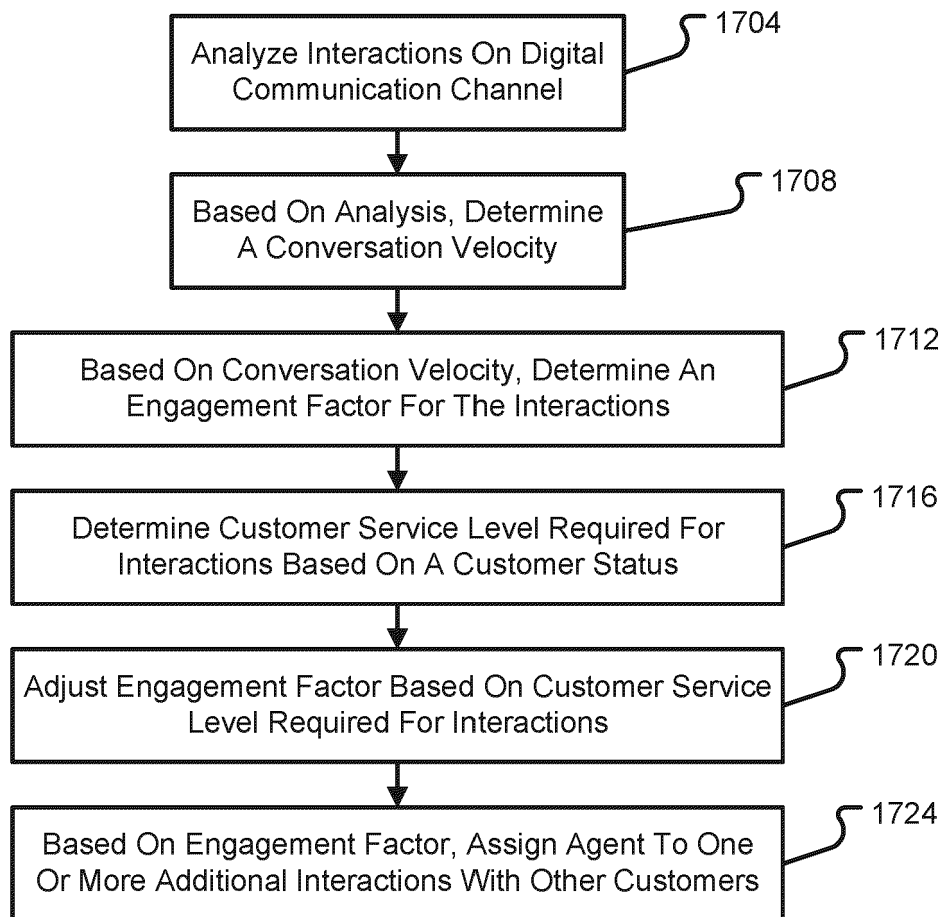 1704
Analyze Interactions On Digital
Communication Channel
1708
Based On Analysis, Determine
A Conversation Velocity
1712
Based On Conversation Velocity, Determine An
Engagement Factor For The Interactions
1716
Determine Customer Service Level Required For
Interactions Based On A Customer Status
1720
Adjust Engagement Factor Based On Customer Service
Level Required For Interactions
1724
Based On Engagement Factor, Assign Agent To One
Or More Additional Interactions With Other Customers